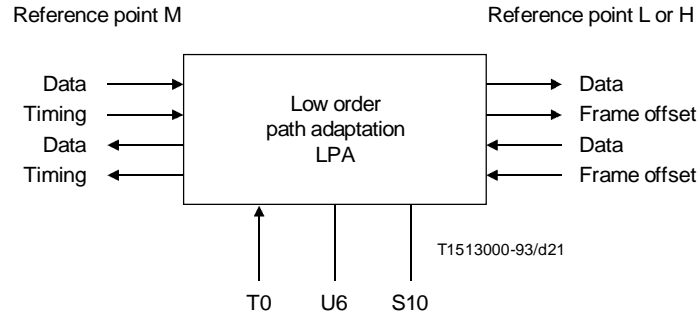 Reference point M
Reference point L or H
Data
Timing
Data
Timing
Low order
path adaptation
LPA
Data
Frame offset
Data
Frame offset
T1513000-93/d21
T0
U6
S10